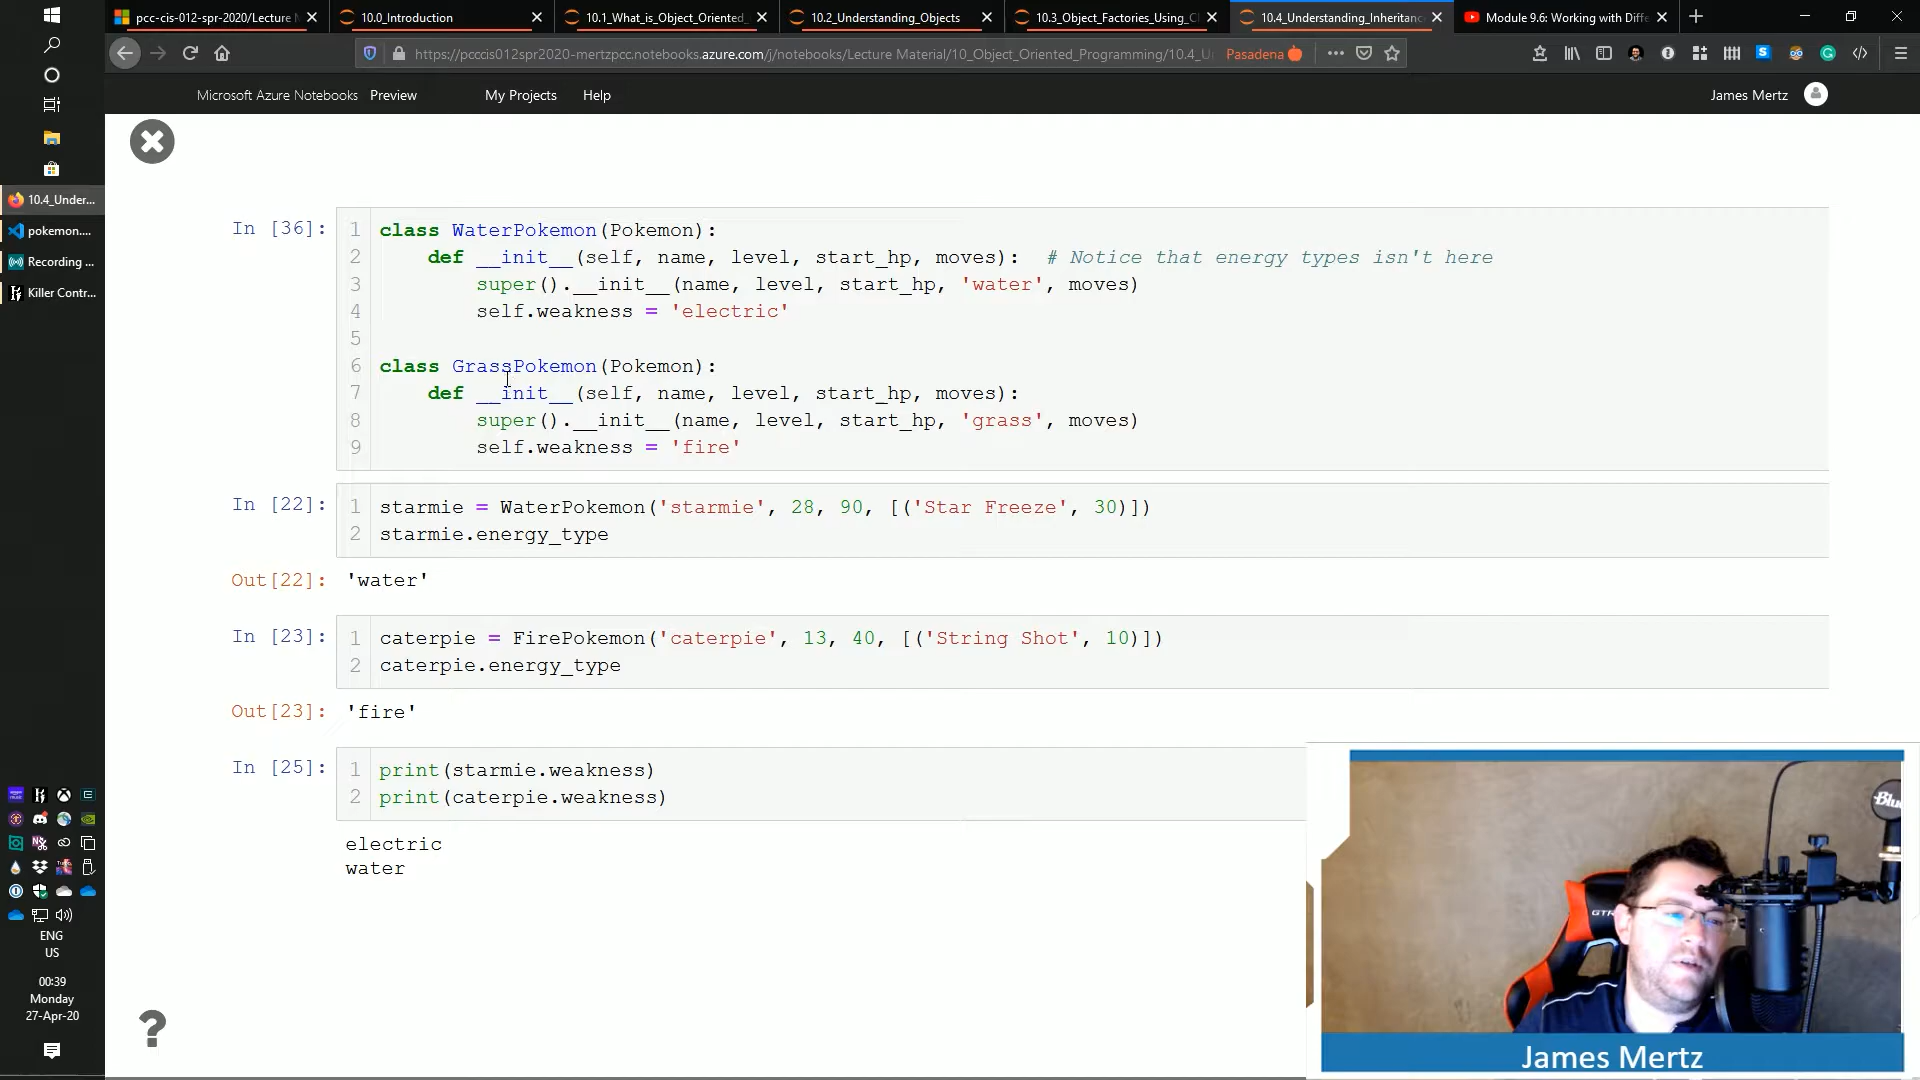 pcc-cis-012-spr-2020/Lecture M
10.0_Introduction
10.1_What_is_Object_Oriented_
10.2_Understanding_Objects
10.3_Object_Factories_Using_Cl
10.4_Understanding_Inheritance
Module 9.6: Working with Diffe
https://pcccis012spr2020-mertzpcc.notebooks.azure.com/j/notebooks/Lecture Material/10_Object_Oriented_Programming/10.4_U
Pasadena
Microsoft Azure Notebooks Preview My Projects Help
James Mertz
10.4_Under...
pokemon....
Recording ...
Killer Contr...
In [36]:
1 class WaterPokemon(Pokemon):
2     def __init__(self, name, level, start_hp, moves):  # Notice that energy types isn't here
3         super().__init__(name, level, start_hp, 'water', moves)
4         self.weakness = 'electric'
5
6 class GrassPokemon(Pokemon):
7     def __init__(self, name, level, start_hp, moves):
8         super().__init__(name, level, start_hp, 'grass', moves)
9         self.weakness = 'fire'
In [22]:
1 starmie = WaterPokemon('starmie', 28, 90, [('Star Freeze', 30)])
2 starmie.energy_type
Out[22]: 'water'
In [23]:
1 caterpie = FirePokemon('caterpie', 13, 40, [('String Shot', 10)])
2 caterpie.energy_type
Out[23]: 'fire'
In [25]:
1 print(starmie.weakness)
2 print(caterpie.weakness)
electric
water
?
ENG
US
00:39
Monday
27-Apr-20
Blu
GTR
James Mertz